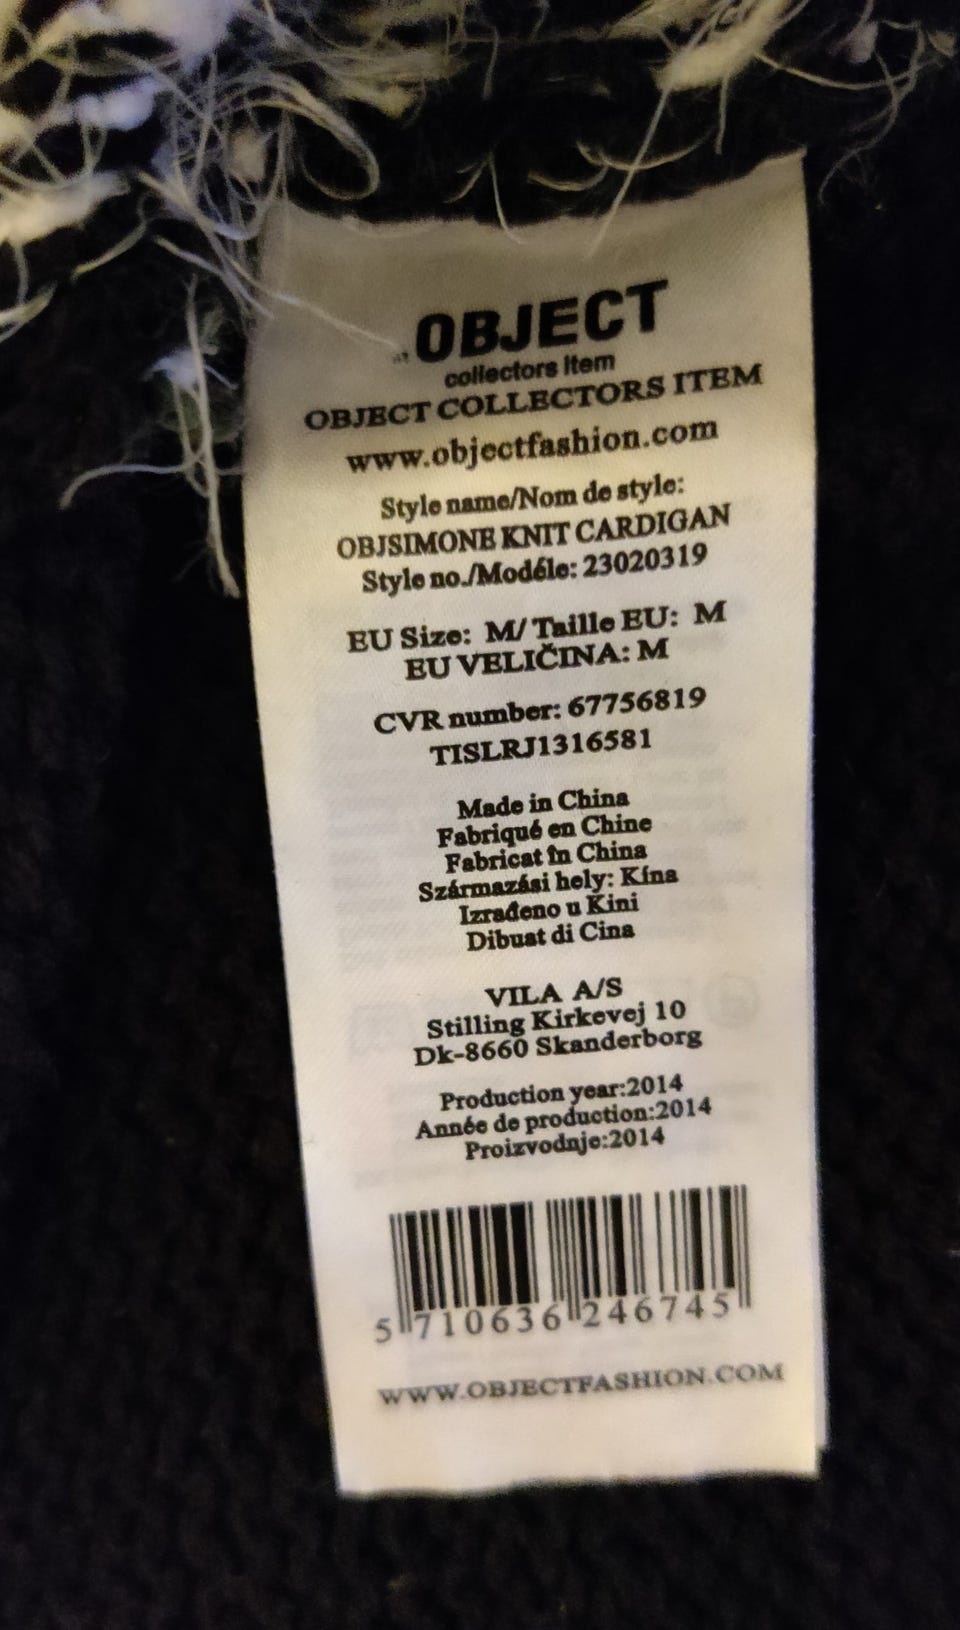 OBJECT
collectors item
OBJECT COLLECTORS ITEM
www.objectfashion.com
Style name/Nom de style:
OBJSIMONE KNIT CARDIGAN
Style no./Modéle: 23020319
EU Size: M/ Taille EU: M
EU VELIČINA: M
CVR number: 67756819
TISLRJ1316581
Made in China
Fabriqué en Chine
Fabricat în China
Származási hely: Kína
Izrađeno u Kini
Dibuat di Cina
VILA A/S
Stilling Kirkevej 10
Dk-8660 Skanderborg
Production year:2014
Année de production:2014
Proizvodnje:2014
5 710636 246745
WWW.OBJECTFASHION.COM